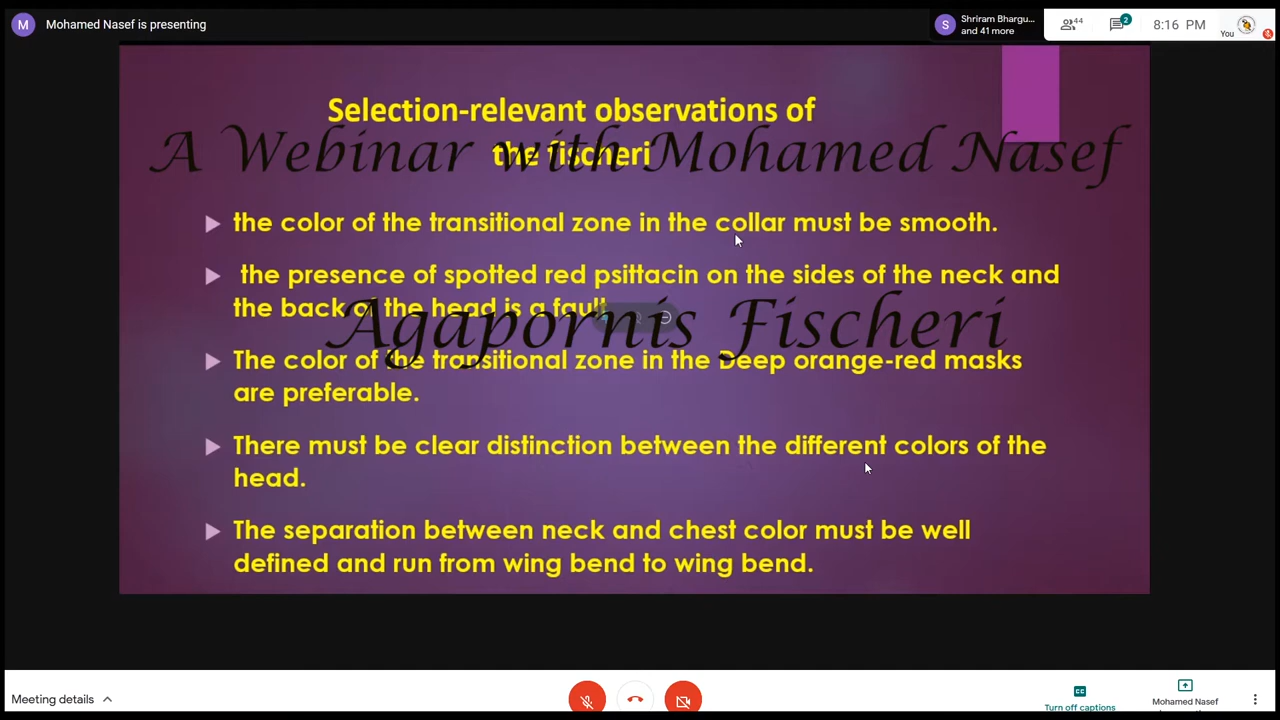 M
Mohamed Nasef is presenting
S
Shriram Bhargu...
and 41 more
44
2
8:16 PM
You
Selection-relevant observations of
the fischeri
A Webinar with Mohamed Nasef
the color of the transitional zone in the collar must be smooth.
the presence of spotted red psittacin on the sides of the neck and
the back of the head is a fault
Agapornis Fischeri
The color of the transitional zone in the Deep orange-red masks
are preferable.
There must be clear distinction between the different colors of the
head.
The separation between neck and chest color must be well
defined and run from wing bend to wing bend.
Meeting details
CC
Turn off captions
Mohamed Nasef